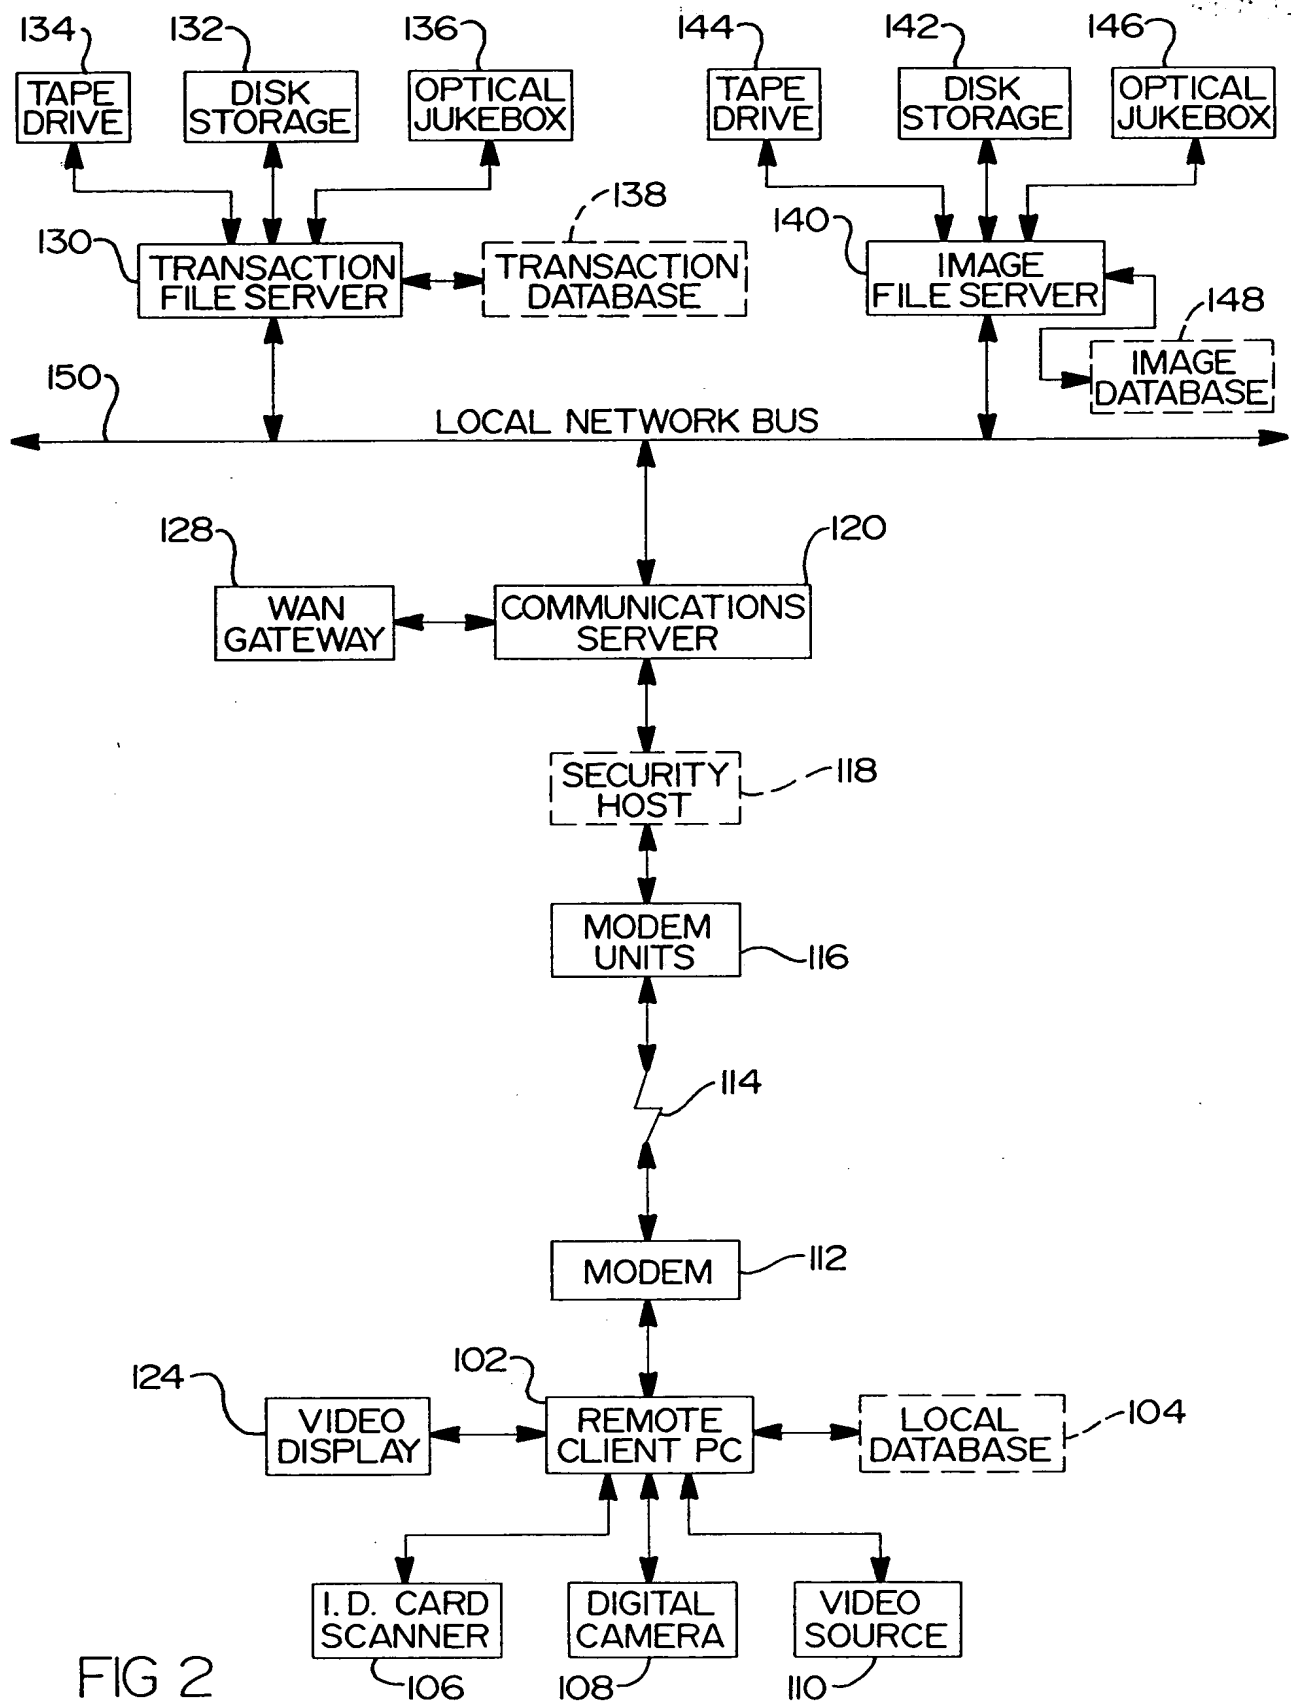 134
132
136
144
142
146
TAPE
DRIVE
DISK
STORAGE
OPTICAL
JUKEBOX
TAPE
DRIVE
DISK
STORAGE
OPTICAL
JUKEBOX
130
138
140
TRANSACTION
FILE SERVER
TRANSACTION
DATABASE
IMAGE
FILE SERVER
148
IMAGE
DATABASE
150
LOCAL NETWORK BUS
128
120
WAN
GATEWAY
COMMUNICATIONS
SERVER
SECURITY
HOST
118
MODEM
UNITS
116
114
MODEM
112
102
124
104
VIDEO
DISPLAY
REMOTE
CLIENT PC
LOCAL
DATABASE
I. D. CARD
SCANNER
DIGITAL
CAMERA
VIDEO
SOURCE
106
108
110
FIG 2